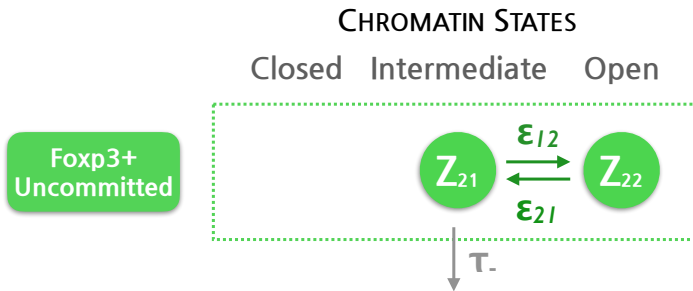 CHROMATIN STATES
Closed Intermediate Open
Foxp3+
Uncommitted
Z21
ε12
ε21
Z22
τ-